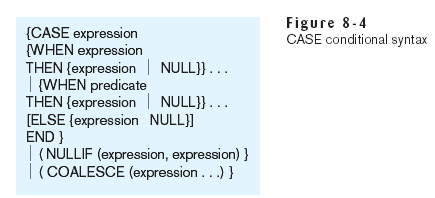 {CASE expression
{WHEN expression
THEN {expression | NULL}} . . .
| {WHEN predicate
THEN {expression | NULL}} . . .
[ELSE {expression NULL}]
END }
| ( NULLIF (expression, expression) }
| ( COALESCE (expression . . .) }
Figure 8-4
CASE conditional syntax